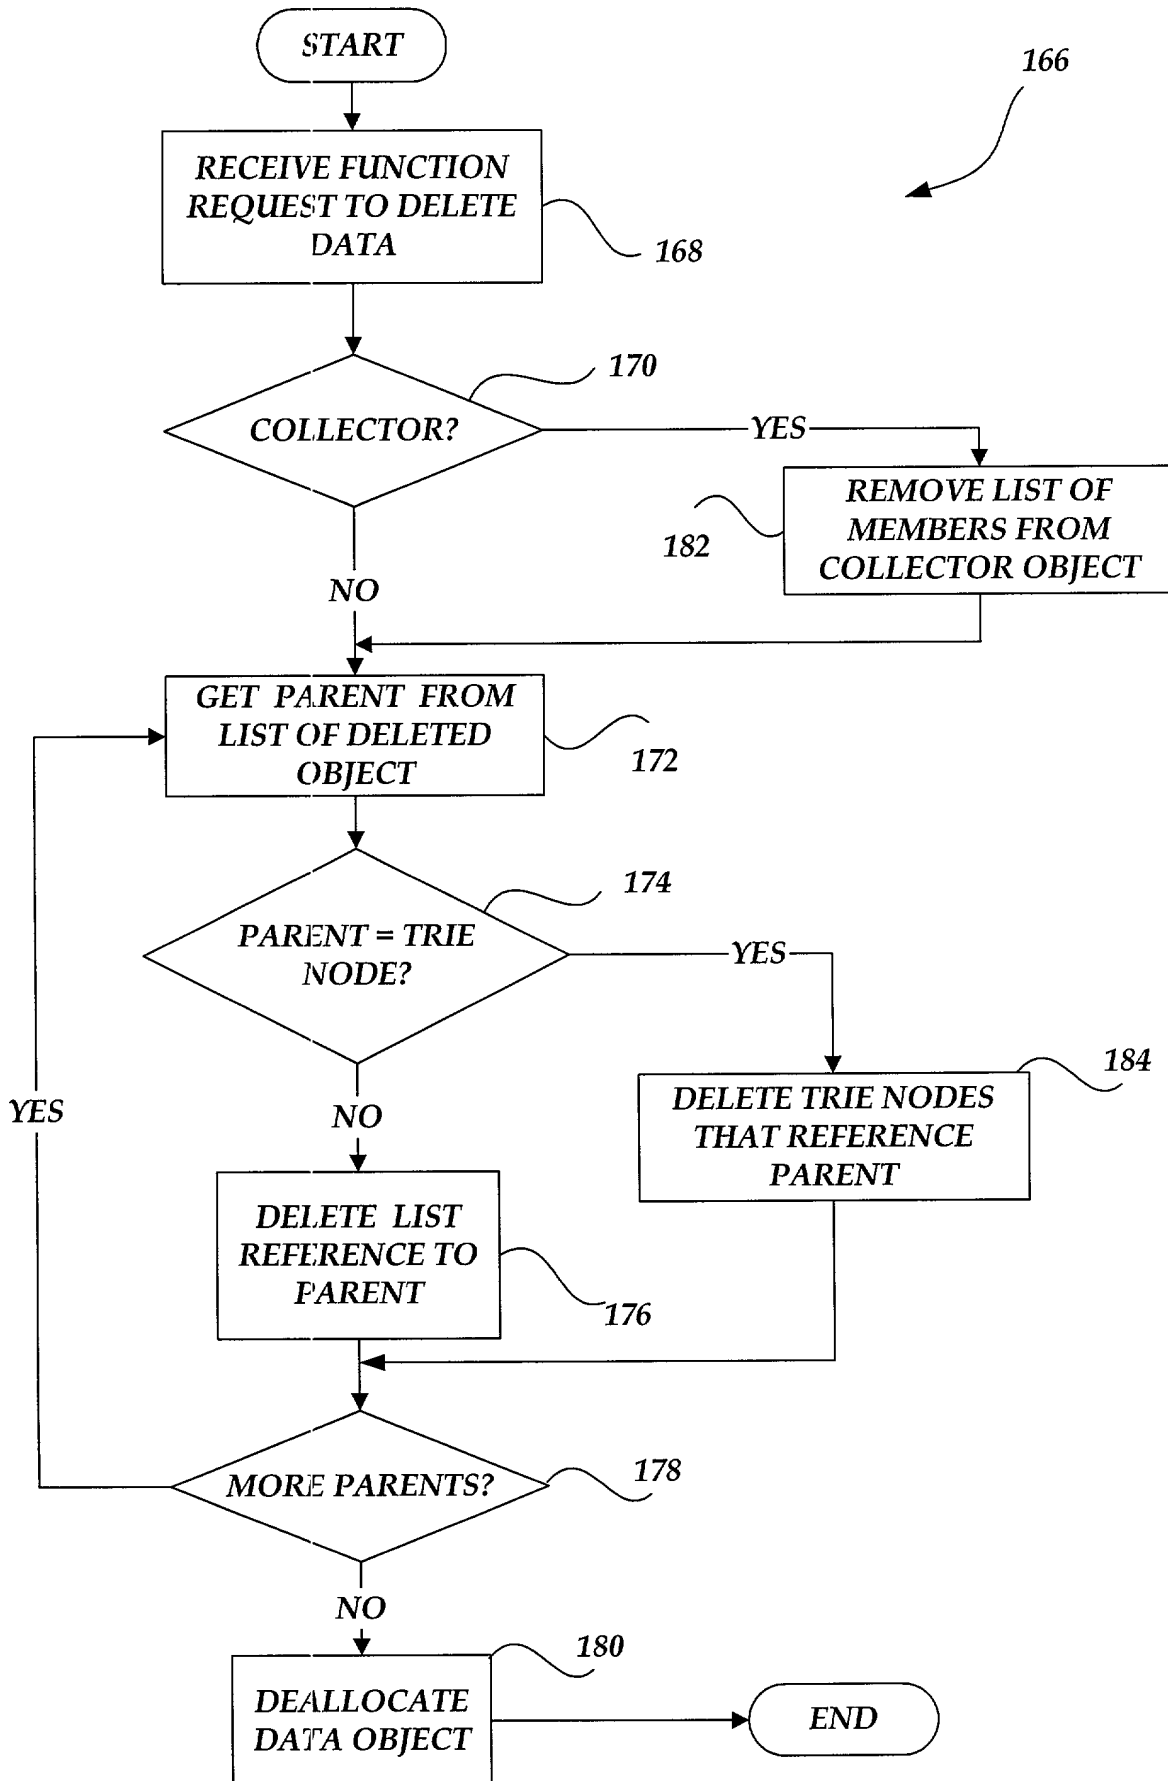 START
166
RECEIVE FUNCTION
REQUEST TO DELETE
DATA
168
170
COLLECTOR?
YES
REMOVE LIST OF
MEMBERS FROM
COLLECTOR OBJECT
182
NO
GET PARENT FROM
LIST OF DELETED
OBJECT
172
174
PARENT = TRIE
NODE?
YES
184
DELETE TRIE NODES
THAT REFERENCE
PARENT
YES
NO
DELETE LIST
REFERENCE TO
PARENT
176
MORE PARENTS?
178
NO
180
DEALLOCATE
DATA OBJECT
END